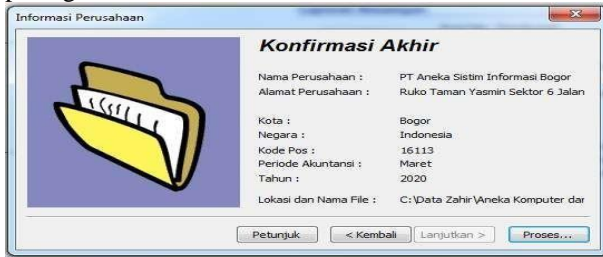 Informasi Perusahaan
Konfirmasi Akhir
Nama Perusahaan : PT Aneka Sistim Informasi Bogor
Alamat Perusahaan : Ruko Taman Yasmin Sektor 6 Jalan
Kota : Bogor
Negara : Indonesia
Kode Pos : 16113
Periode Akuntansi : Maret
Tahun : 2020
Lokasi dan Nama File : C:\Data Zahir\Aneka Komputer dar
Petunjuk < Kembali Lanjutkan > Proses...